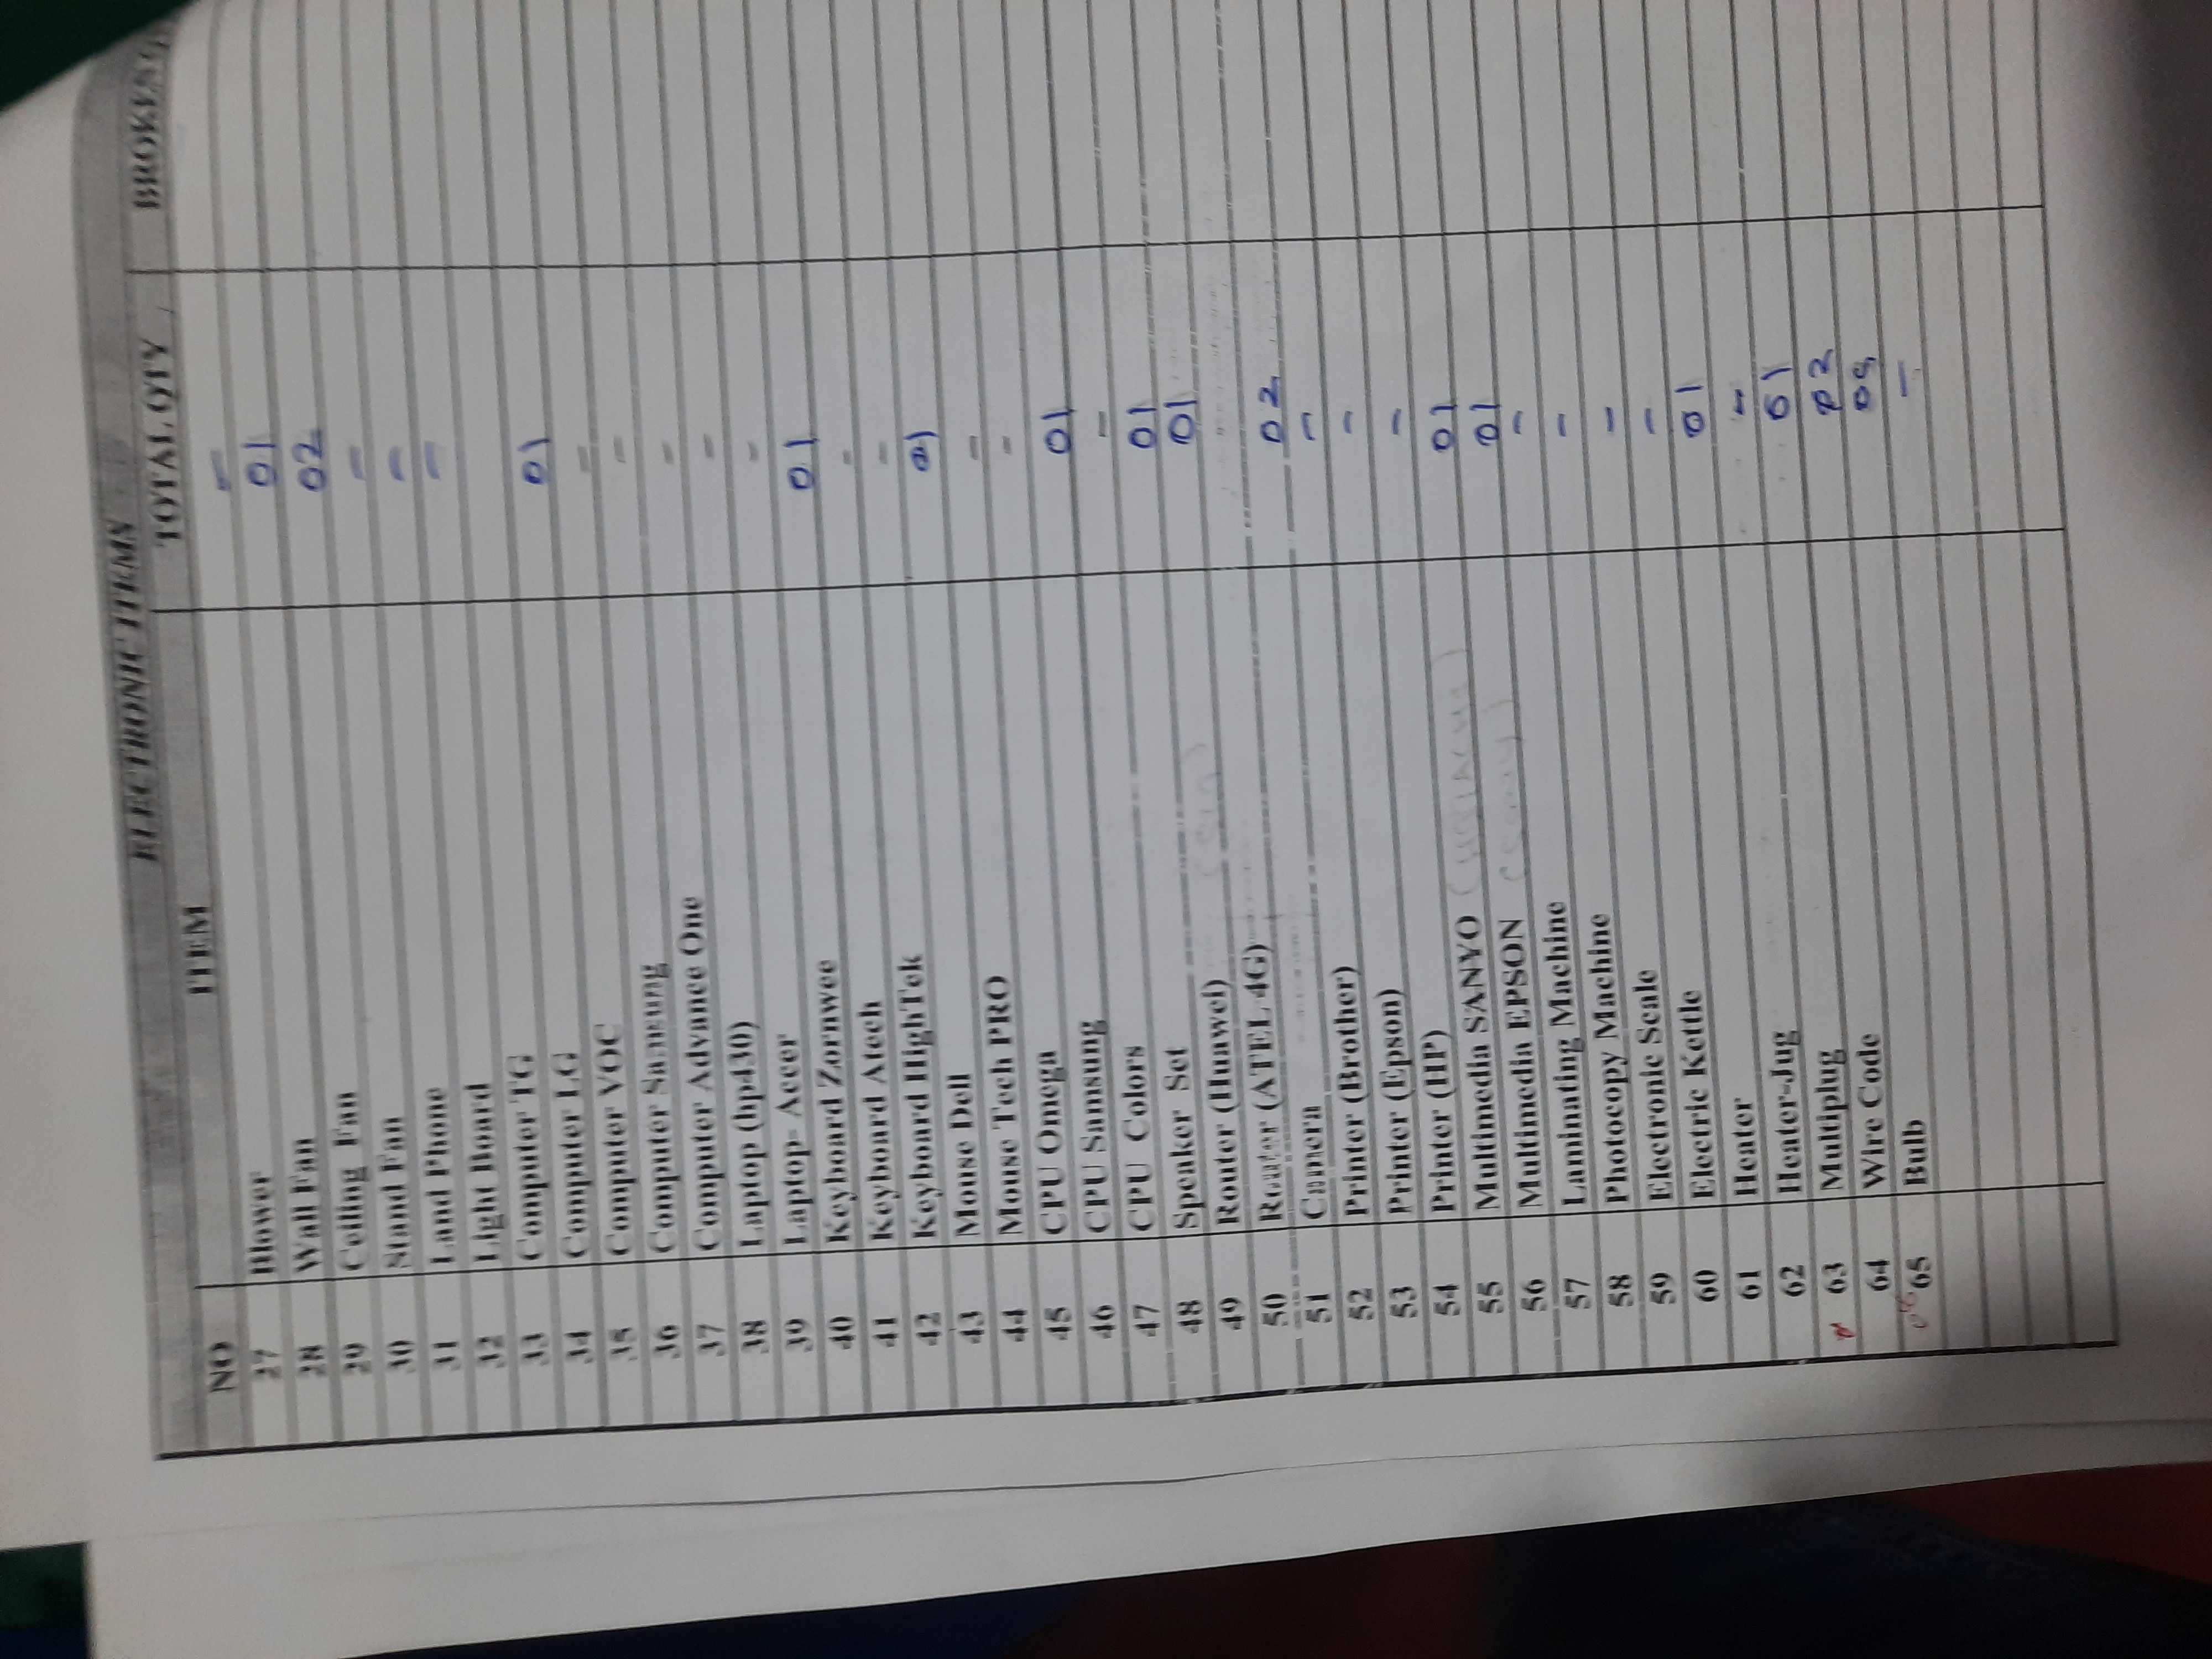 ELECTRONIC ITEMS
NO ITEM TOTAL QTY BROKEN
27 Blower -
28 Wall Fan 01
29 Ceiling Fan 02
30 Stand Fan -
31 Land Phone -
32 Light Board -
33 Computer TG
34 Computer LG 01
35 Computer VOC -
36 Computer Samsung -
37 Computer Advance One -
38 Laptop (hp430) -
39 Laptop- Aceer -
40 Keyboard Zornwee 01
41 Keyboard Atech -
42 Keyboard HighTek -
43 Mouse Dell 01
44 Mouse Tech PRO -
45 CPU Omega -
46 CPU Samsung 01
47 CPU Colors -
48 Speaker Set 01
49 Router (Huawei) 01
50 Router (ATEL 4G)
51 Camera 02
52 Printer (Brother) -
53 Printer (Epson) -
54 Printer (HP) -
55 Multimedia SANYO 01
56 Multimedia EPSON (Sony) 01
57 Laminating Machine -
58 Photocopy Machine -
59 Electronic Scale -
60 Electric Kettle -
61 Heater 01
62 Heater-Jug -
63 Multiplug 01
64 Wire Code 02
65 Bulb 05
-